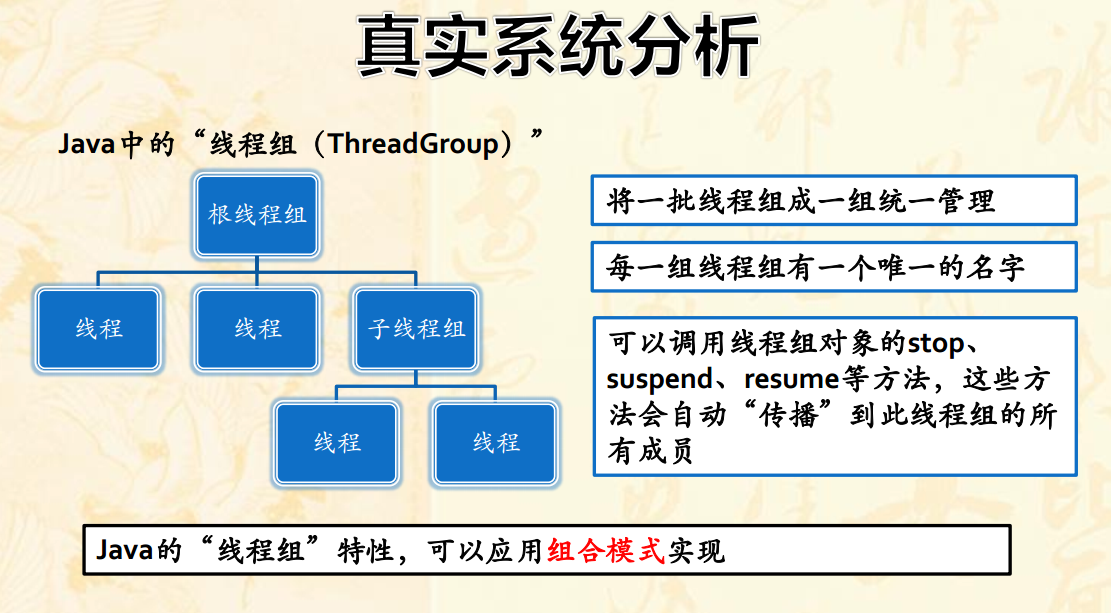 真实系统分析
Java中的“线程组（ThreadGroup）”
根线程组
线程
线程
子线程组
线程
线程
将一批线程组成一组统一管理
每一组线程组有一个唯一的名字
可以调用线程组对象的stop、
suspend、resume等方法，这些方
法会自动“传播”到此线程组的所
有成员
Java的“线程组”特性，可以应用组合模式实现